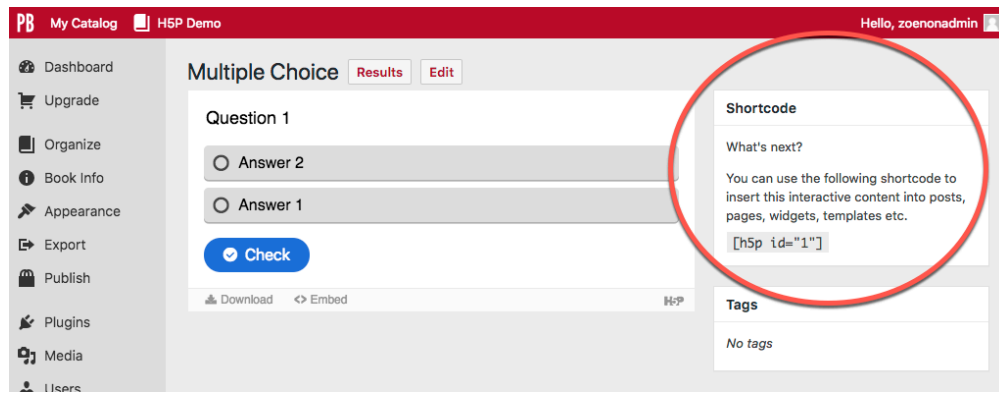 PB My Catalog H5P Demo Hello, zoenonadmin
Dashboard
Upgrade
Organize
Book Info
Appearance
Export
Publish
Plugins
Media
Users
Multiple Choice Results Edit
Question 1
Answer 2
Answer 1
Check
Download <> Embed H5P
Shortcode
What's next?
You can use the following shortcode to
insert this interactive content into posts,
pages, widgets, templates etc.
[h5p id="1"]
Tags
No tags